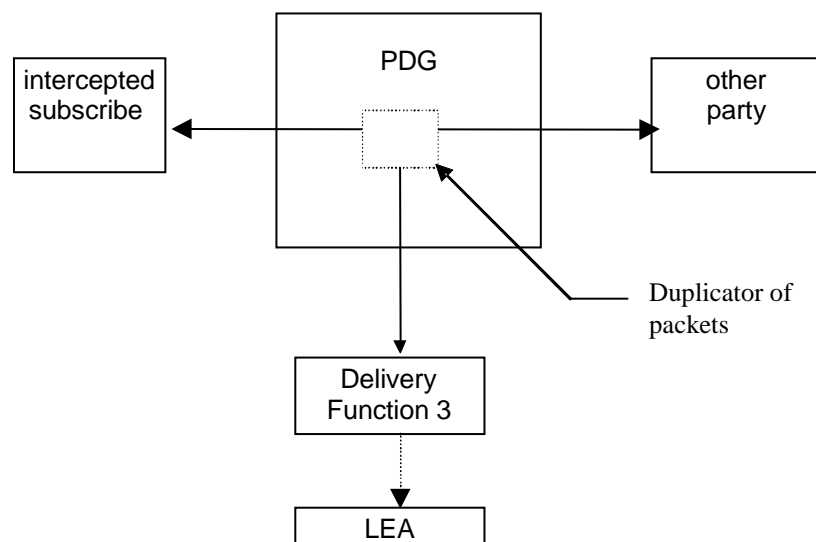 PDG
intercepted
subscribe
other
party
Duplicator of
packets
Delivery
Function 3
LEA